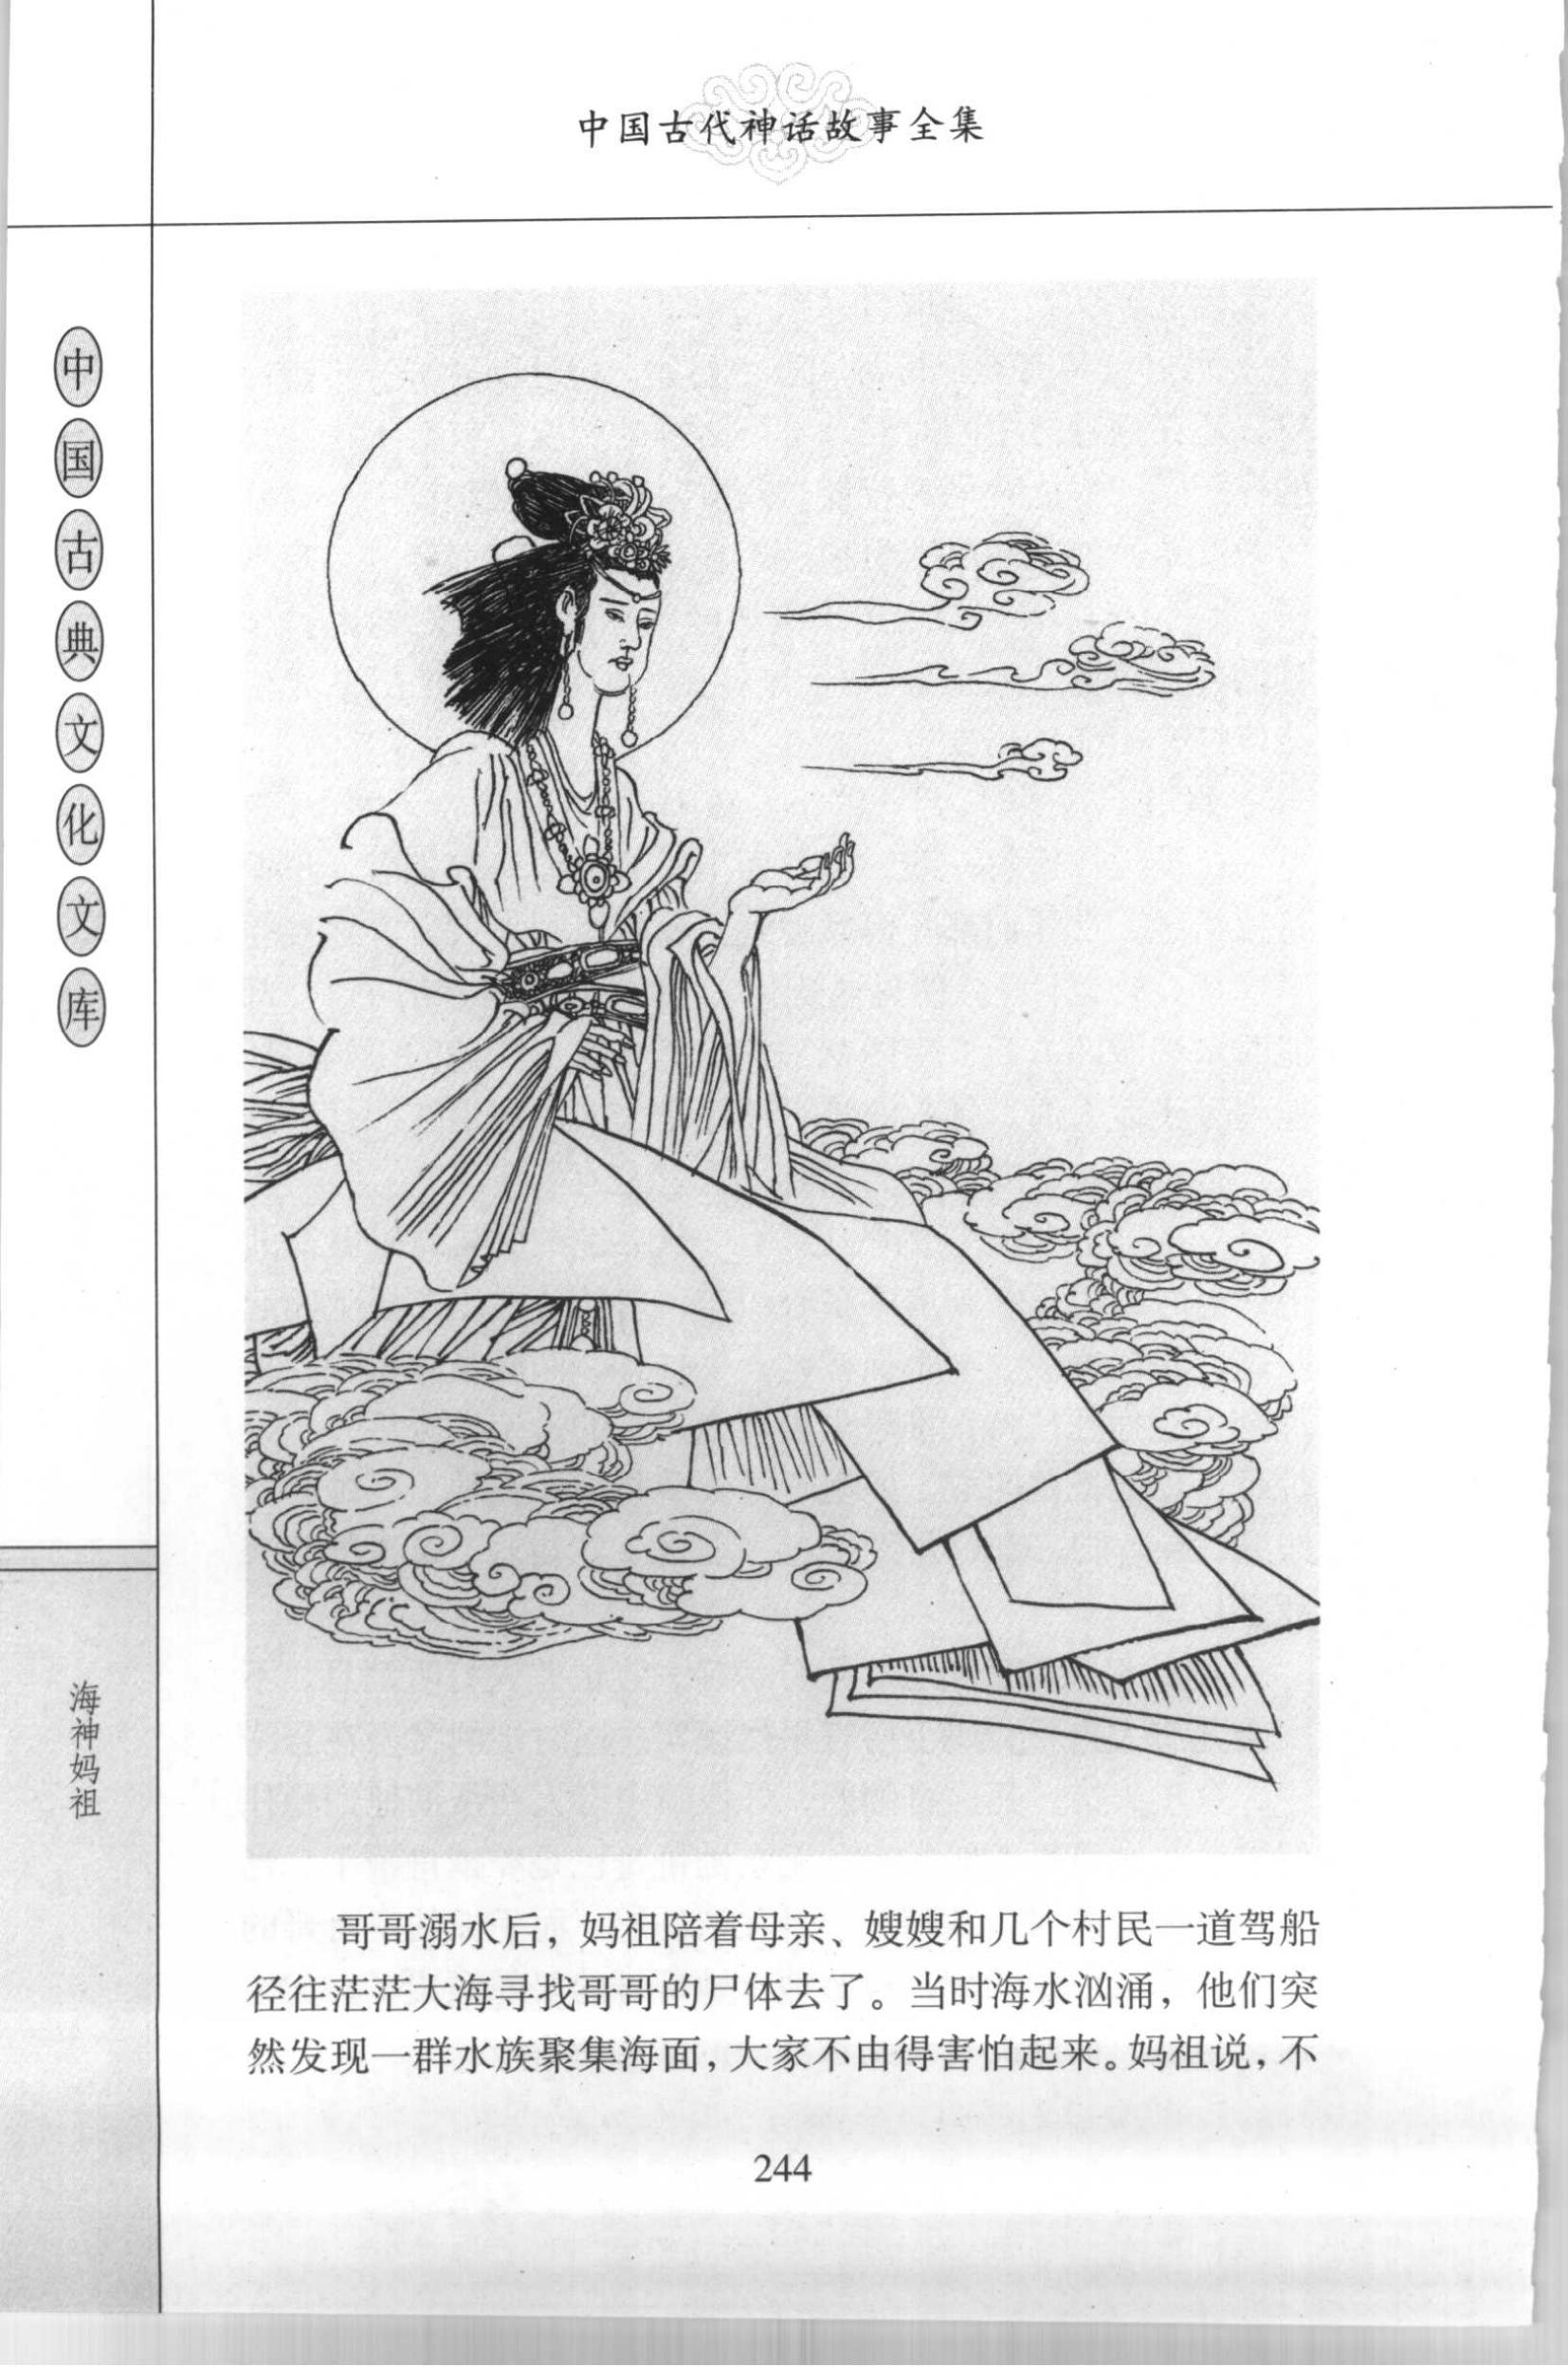 中国古代神话故事全集
中国古典文化文库
海神妈祖
哥哥溺水后，妈祖陪着母亲、嫂嫂和几个村民一道驾船
径往茫茫大海寻找哥哥的尸体去了。当时海水汹涌，他们突
然发现一群水族聚集海面，大家不由得害怕起来。妈祖说，不
244